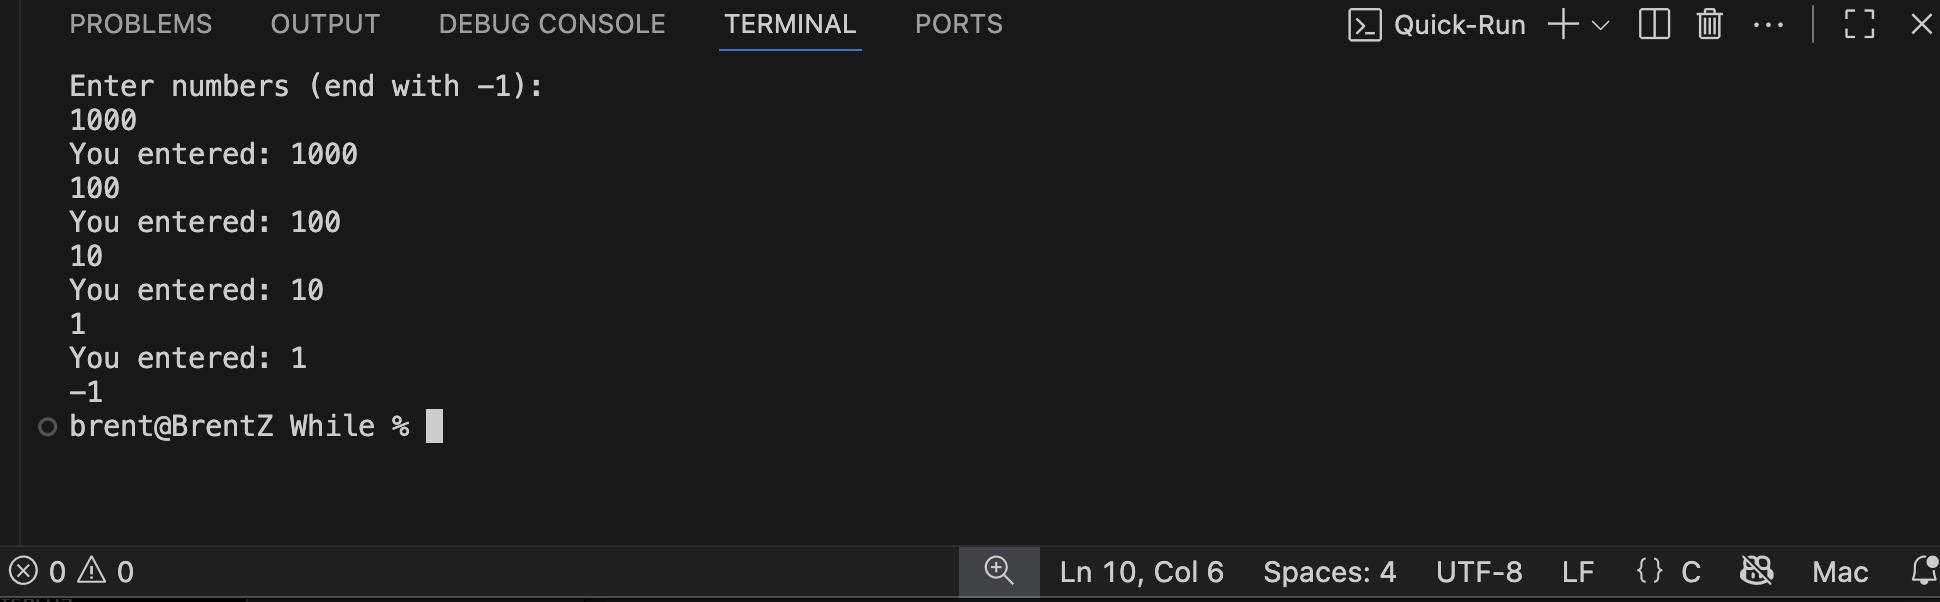 PROBLEMS OUTPUT DEBUG CONSOLE TERMINAL PORTS Quick-Run
Enter numbers (end with -1):
1000
You entered: 1000
100
You entered: 100
10
You entered: 10
1
You entered: 1
-1
brent@BrentZ While %
0 0 Ln 10, Col 6 Spaces: 4 UTF-8 LF {} C Mac